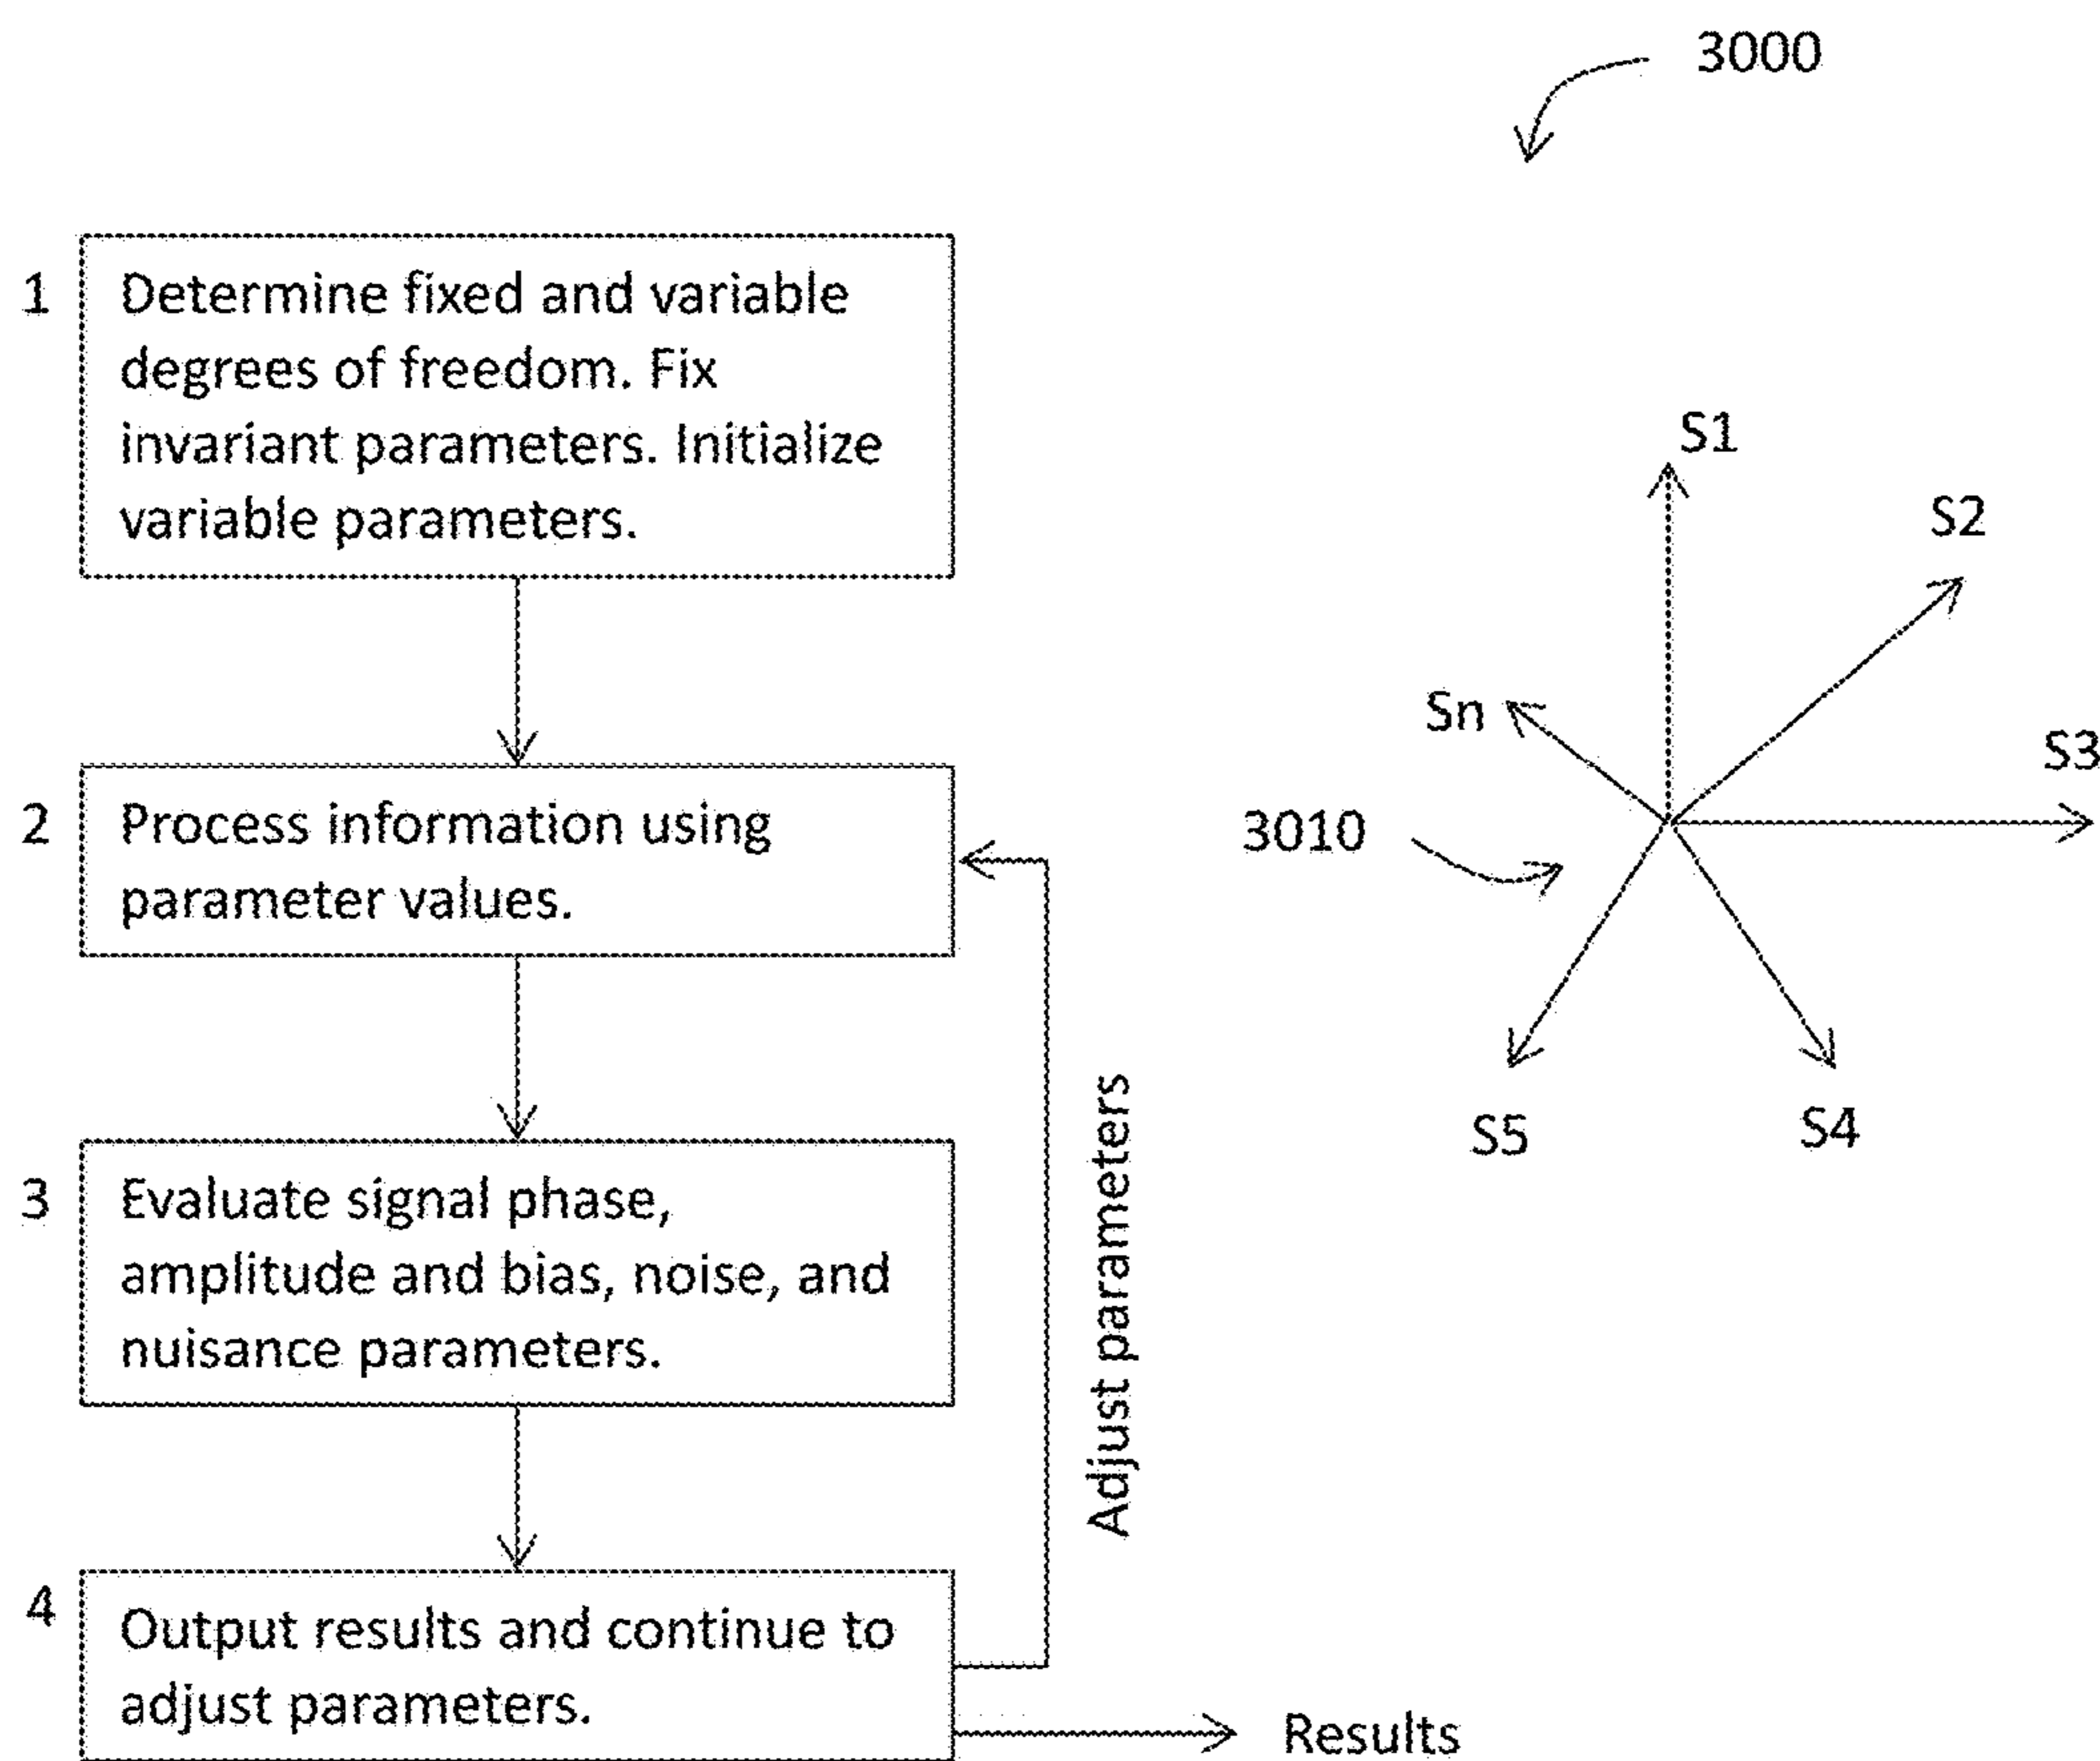 3000
1
Determine fixed and variable
degrees of freedom. Fix
invariant parameters. Initialize
variable parameters.
S1
S2
Sn
S3
3010
2
Process information using
parameter values.
S5
S4
3
Evaluate signal phase,
amplitude and bias, noise, and
nuisance parameters.
Adjust parameters
4
Output results and continue to
adjust parameters.
Results